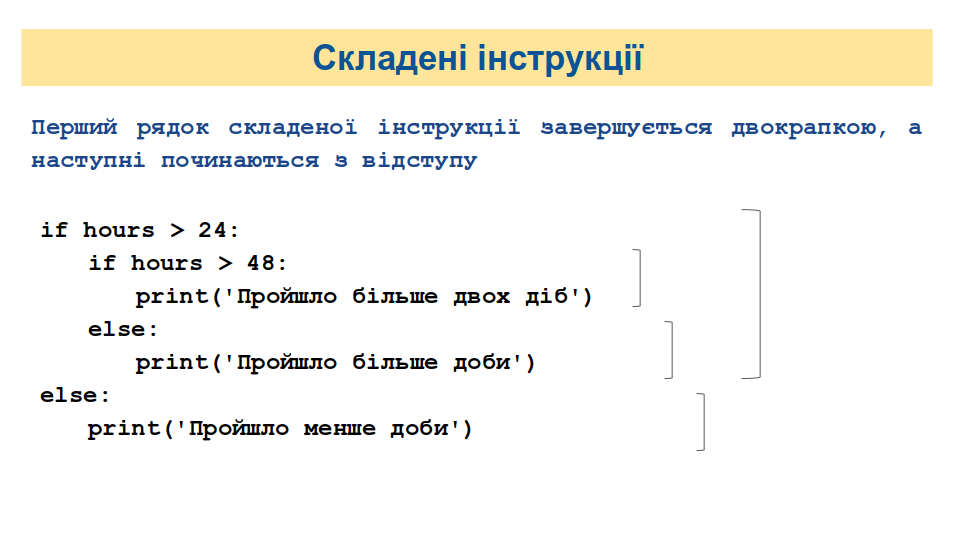 Складені інструкції
Перший рядок складеної інструкції завершується двокрапкою, а
наступні починаються з відступу
if hours > 24:
if hours > 48:
print('Пройшло більше двох діб')
else:
print('Пройшло більше доби')
else:
print('Пройшло менше доби')